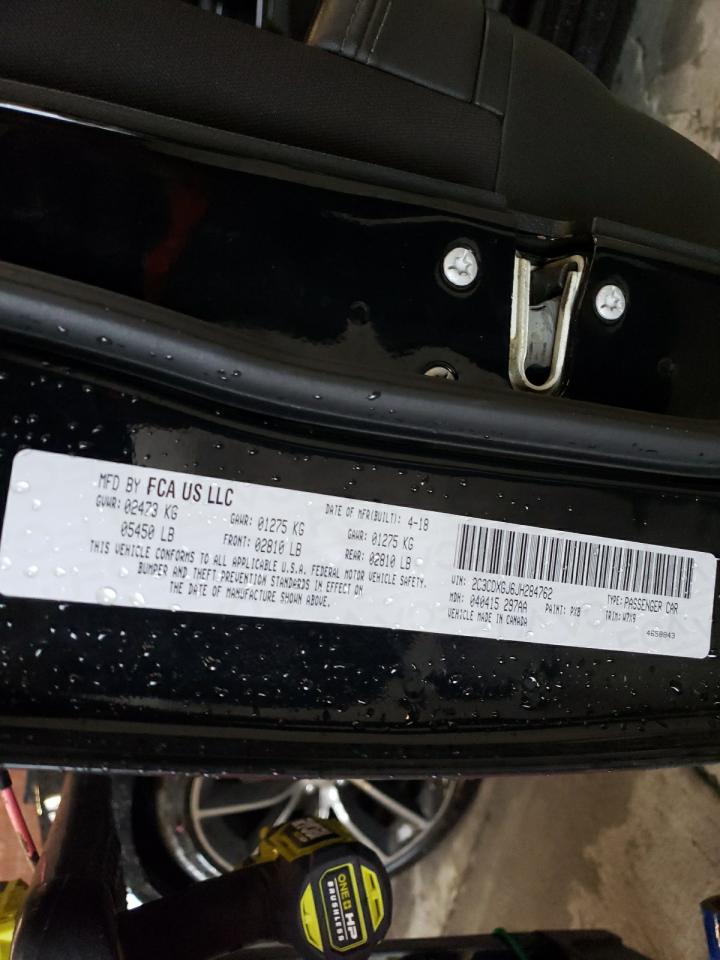 MFD BY FCA US LLC
DATE OF MFR(BUILT): 4-18
GVWR: 02473 KG
GAWR: 01275 KG
GAWR: 01275 KG
05450 LB
FRONT: 02810 LB
REAR: 02810 LB
THIS VEHICLE CONFORMS TO ALL APPLICABLE U.S.A. FEDERAL MOTOR VEHICLE SAFETY,
BUMPER AND THEFT PREVENTION STANDARDS IN EFFECT ON
THE DATE OF MANUFACTURE SHOWN ABOVE.
VIN: 2C3CDXGJ6JH284762
TYPE: PASSENGER CAR
MDH: 040415 297AA
PAINT: PX8
TRIM: W7X9
VEHICLE MADE IN CANADA
4658843
ONE+ HP
BRUSHLESS